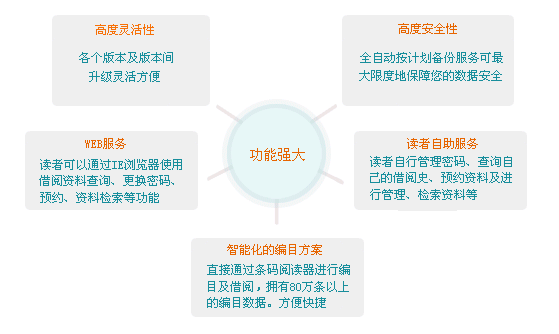 高度灵活性
各个版本及版本间
升级灵活方便
高度安全性
全自动按计划备份服务可最
大限度地保障您的数据安全
功能强大
WEB服务
读者可以通过IE浏览器使用
借阅资料查询、更换密码、
预约、资料检索等功能
读者自助服务
读者自行管理密码、查询自
己的借阅史、预约资料及进
行管理、检索资料等
智能化的编目方案
直接通过条码阅读器进行编
目及借阅，拥有80万条以上
的编目数据。方便快捷